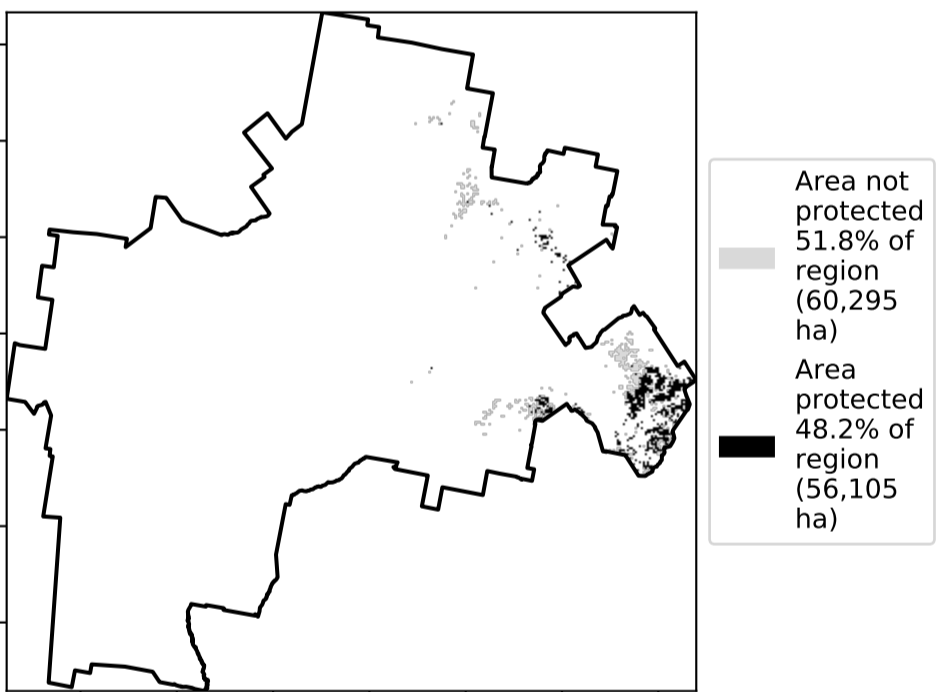 Area not
protected
51.8% of
region
(60,295
ha)
Area
protected
48.2% of
region
(56,105
ha)